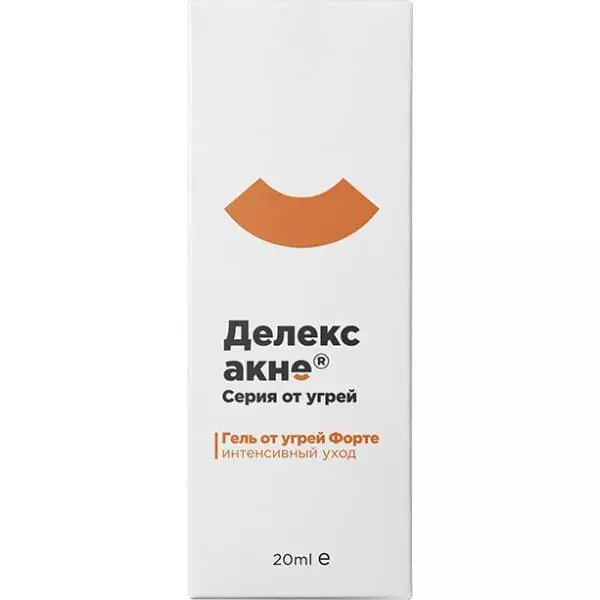 Делекс
акне®
Серия от угрей
Гель от угрей Форте
интенсивный уход
20ml e